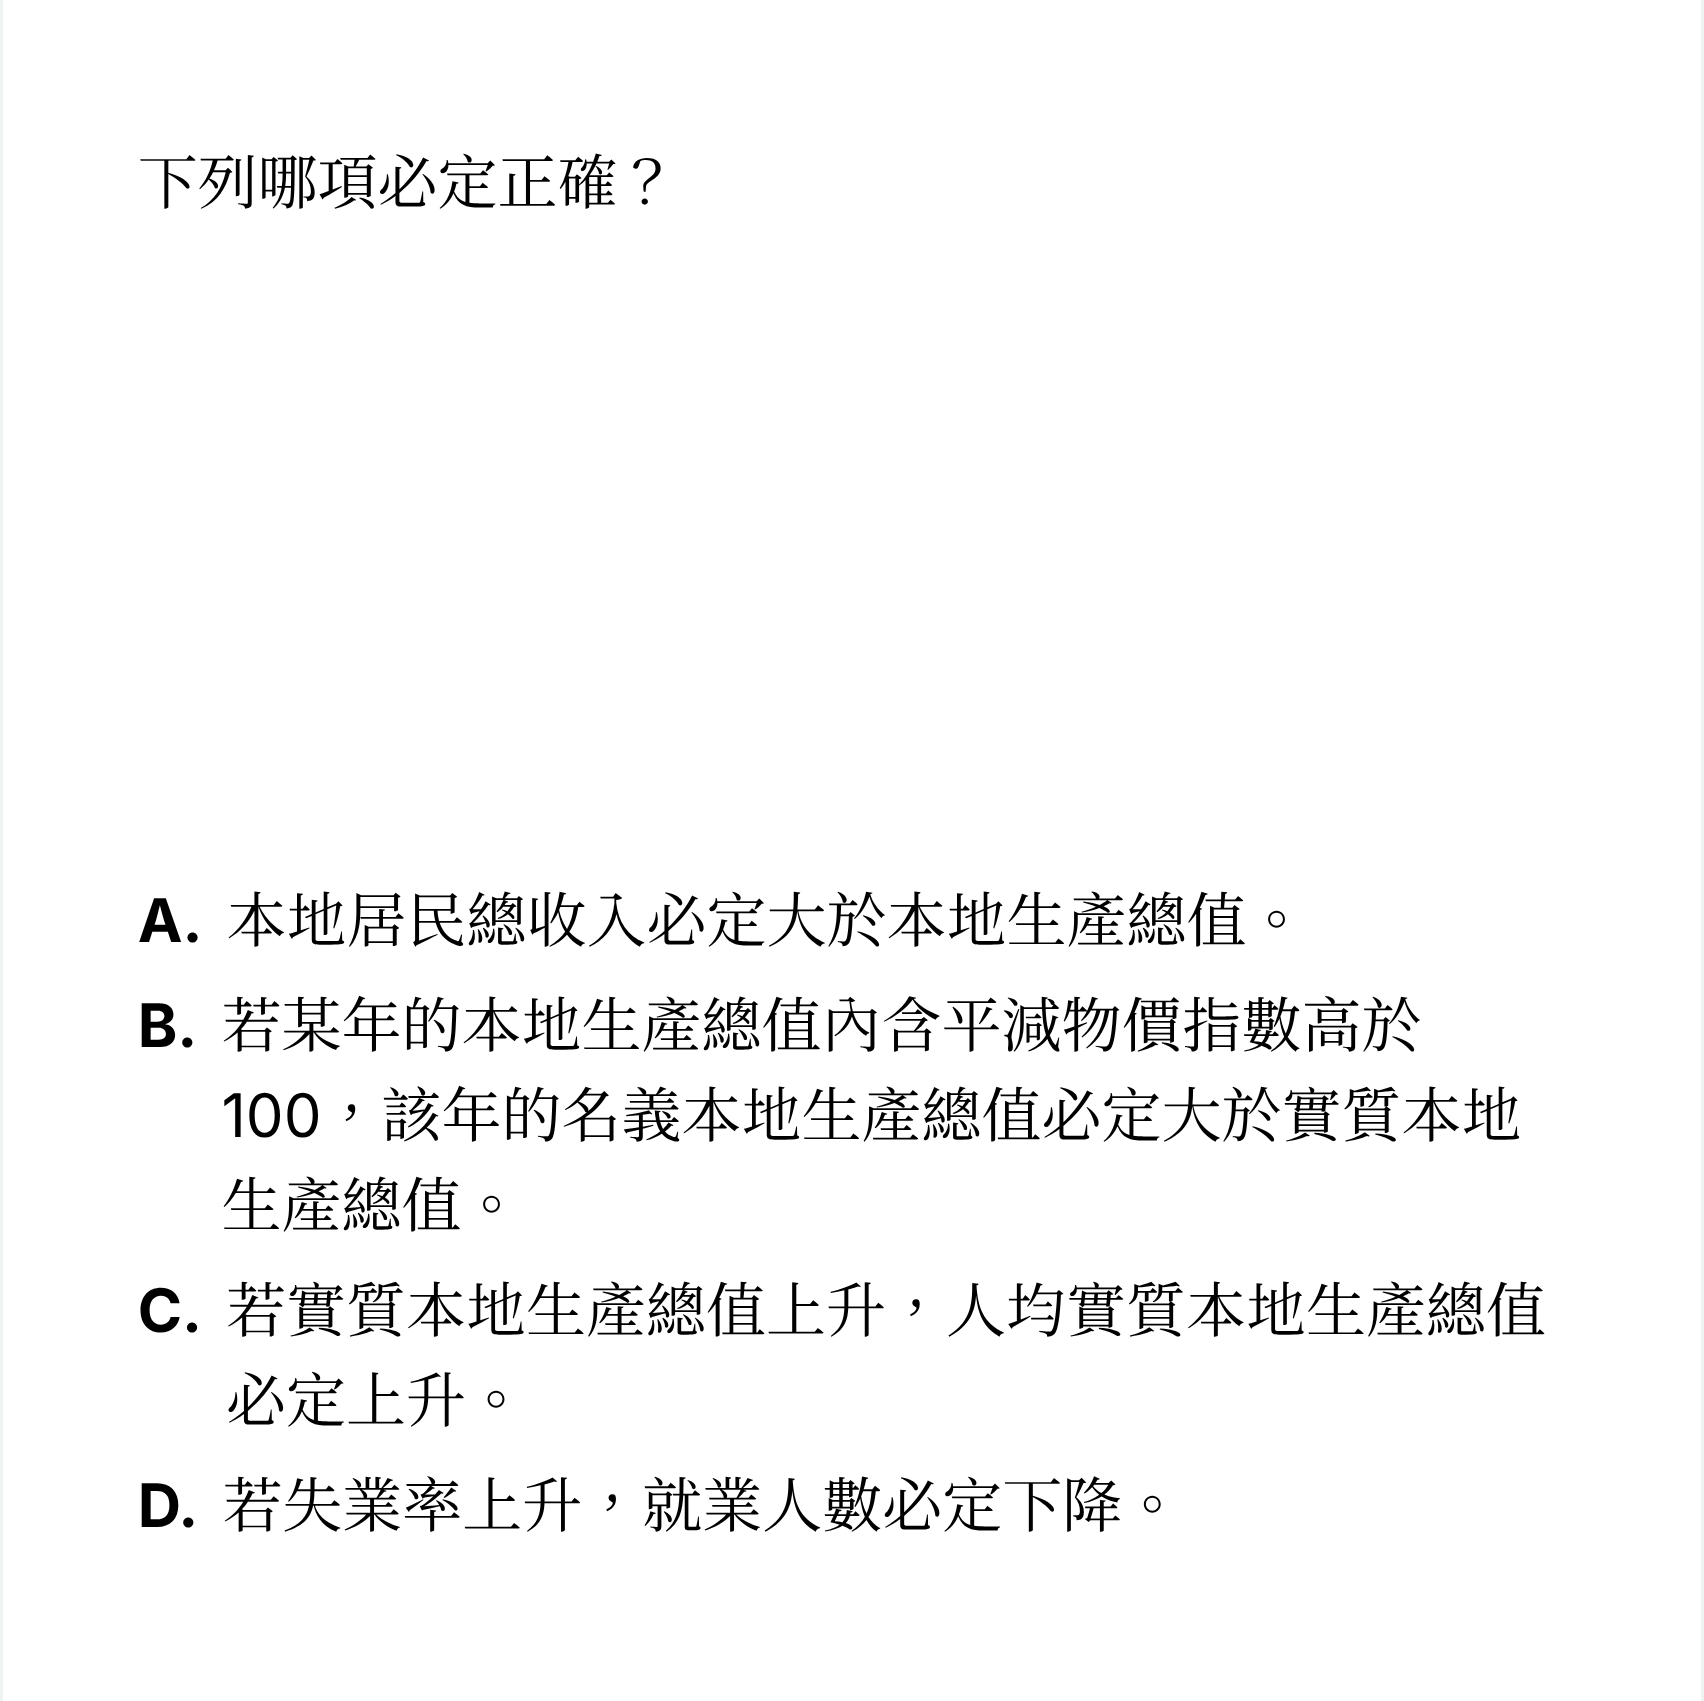 下列哪項必定正確？
A. 本地居民總收入必定大於本地生產總值。
B. 若某年的本地生產總值內含平減物價指數高於
100，該年的名義本地生產總值必定大於實質本地
生產總值。
C. 若實質本地生產總值上升，人均實質本地生產總值
必定上升。
D. 若失業率上升，就業人數必定下降。